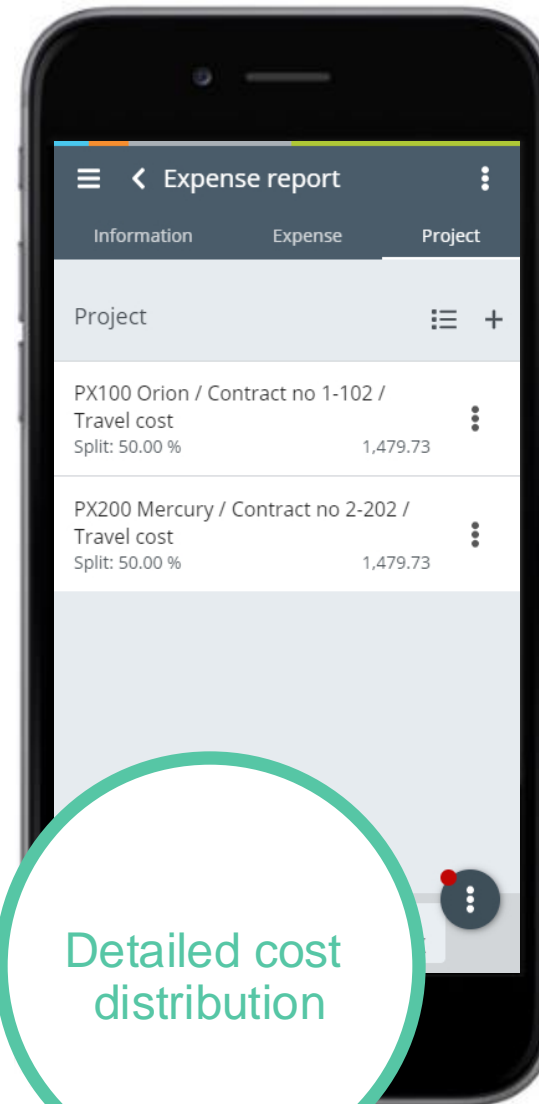 Expense report
Information Expense Project
Project
PX100 Orion / Contract no 1-102 /
Travel cost
Split: 50.00 % 1,479.73
PX200 Mercury / Contract no 2-202 /
Travel cost
Split: 50.00 % 1,479.73
Detailed cost
distribution